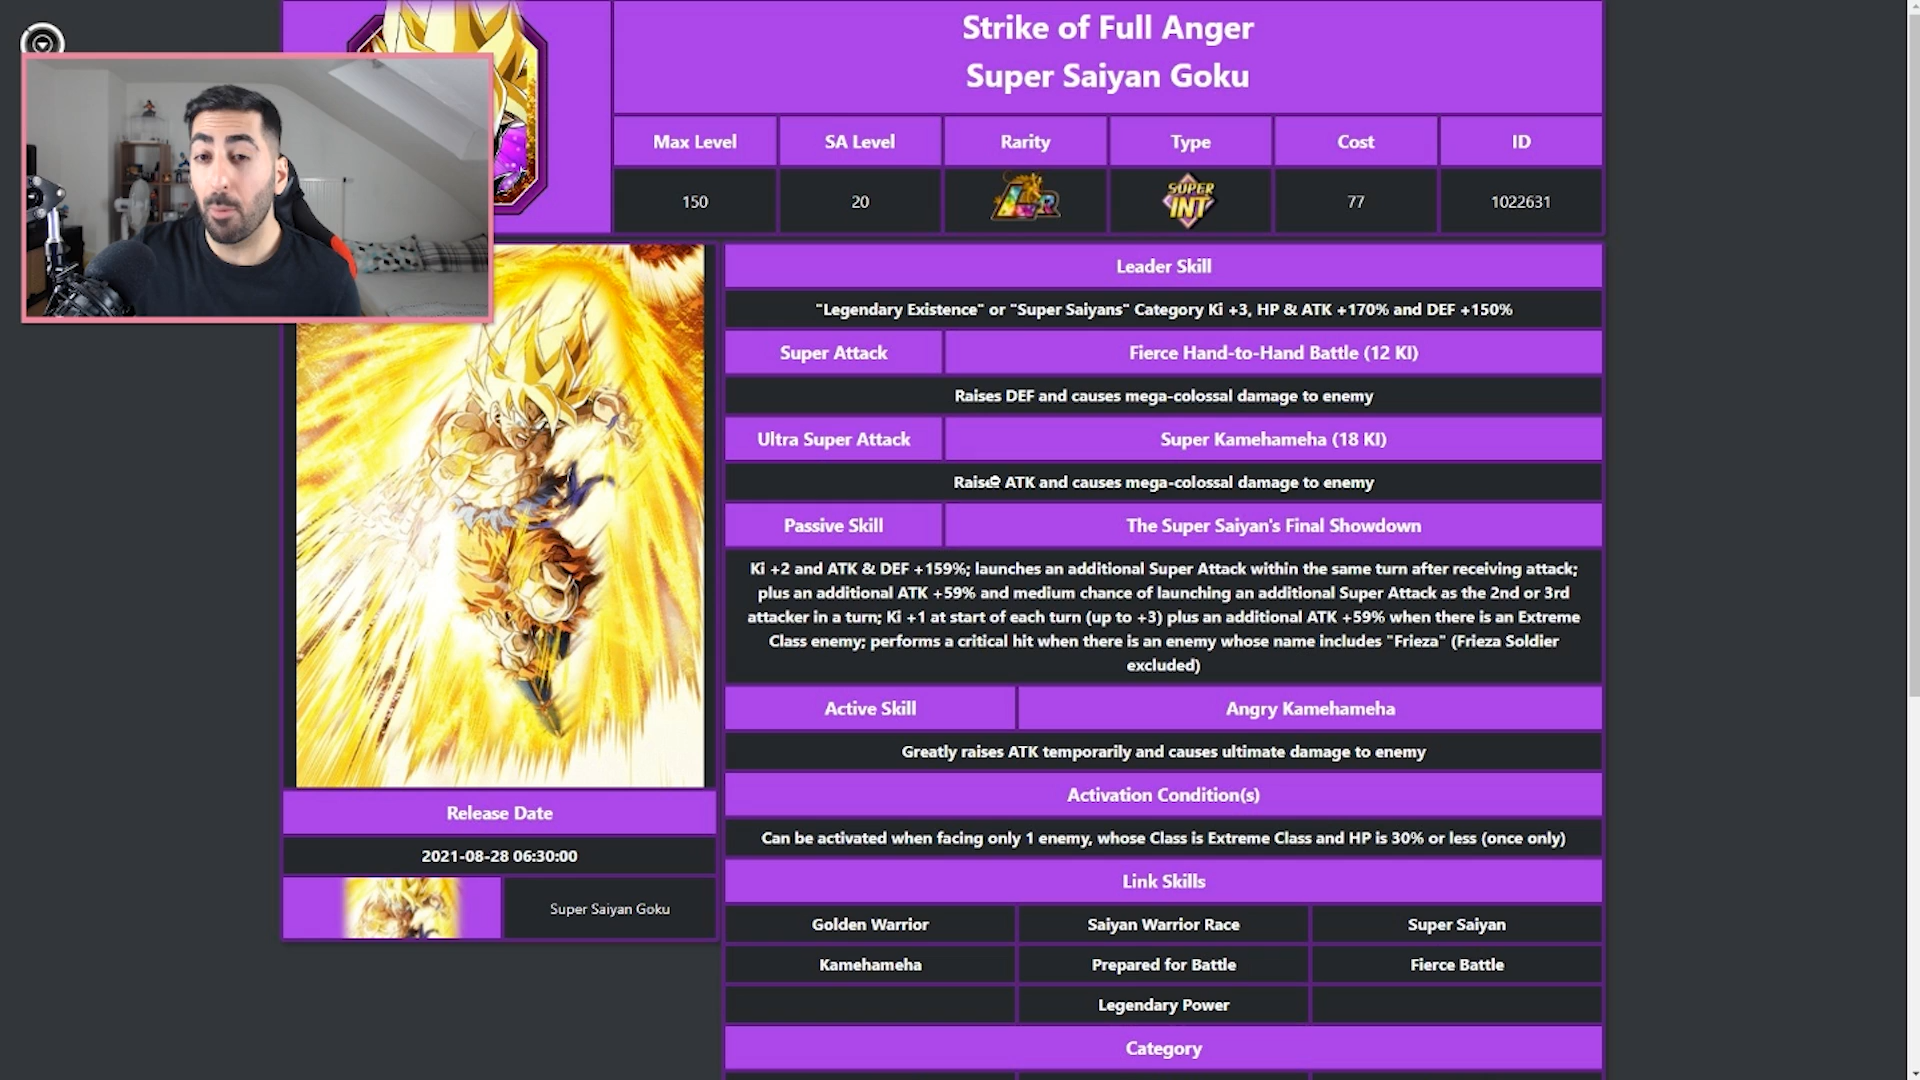 Strike of Full Anger
Super Saiyan Goku
Max Level
SA Level
Rarity
Type
Cost
ID
150
20
LR
SUPER
INT
77
1022631
Leader Skill
"Legendary Existence" or "Super Saiyans" Category Ki +3, HP & ATK +170% and DEF +150%
Super Attack
Fierce Hand-to-Hand Battle (12 KI)
Raises DEF and causes mega-colossal damage to enemy
Ultra Super Attack
Super Kamehameha (18 KI)
Raises ATK and causes mega-colossal damage to enemy
Passive Skill
The Super Saiyan's Final Showdown
Ki +2 and ATK & DEF +159%; launches an additional Super Attack within the same turn after receiving attack;
plus an additional ATK +59% and medium chance of launching an additional Super Attack as the 2nd or 3rd
attacker in a turn; Ki +1 at start of each turn (up to +3) plus an additional ATK +59% when there is an Extreme
Class enemy; performs a critical hit when there is an enemy whose name includes "Frieza" (Frieza Soldier
excluded)
Active Skill
Angry Kamehameha
Greatly raises ATK temporarily and causes ultimate damage to enemy
Activation Condition(s)
Can be activated when facing only 1 enemy, whose Class is Extreme Class and HP is 30% or less (once only)
Link Skills
Golden Warrior
Saiyan Warrior Race
Super Saiyan
Kamehameha
Prepared for Battle
Fierce Battle
Legendary Power
Category
Release Date
2021-08-28 06:30:00
Super Saiyan Goku